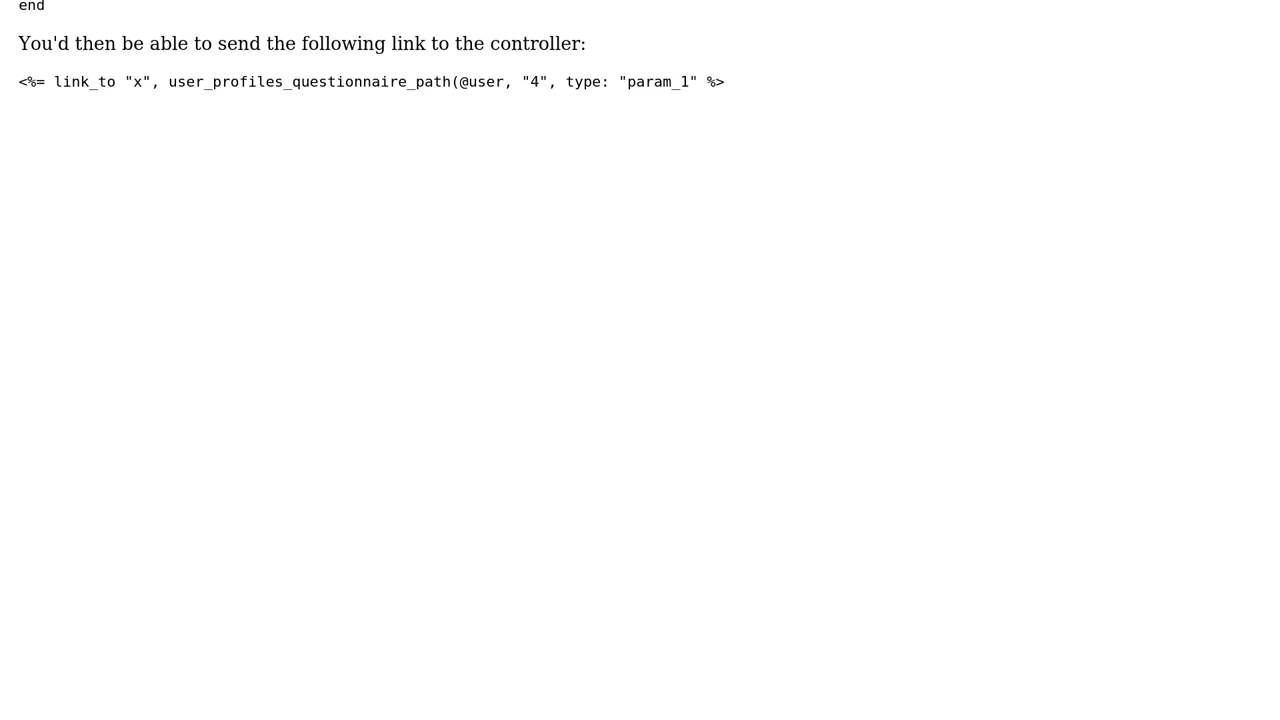 end
You'd then be able to send the following link to the controller:
<%= link_to "x", user_profiles_questionnaire_path(@user, "4", type: "param_1" %>